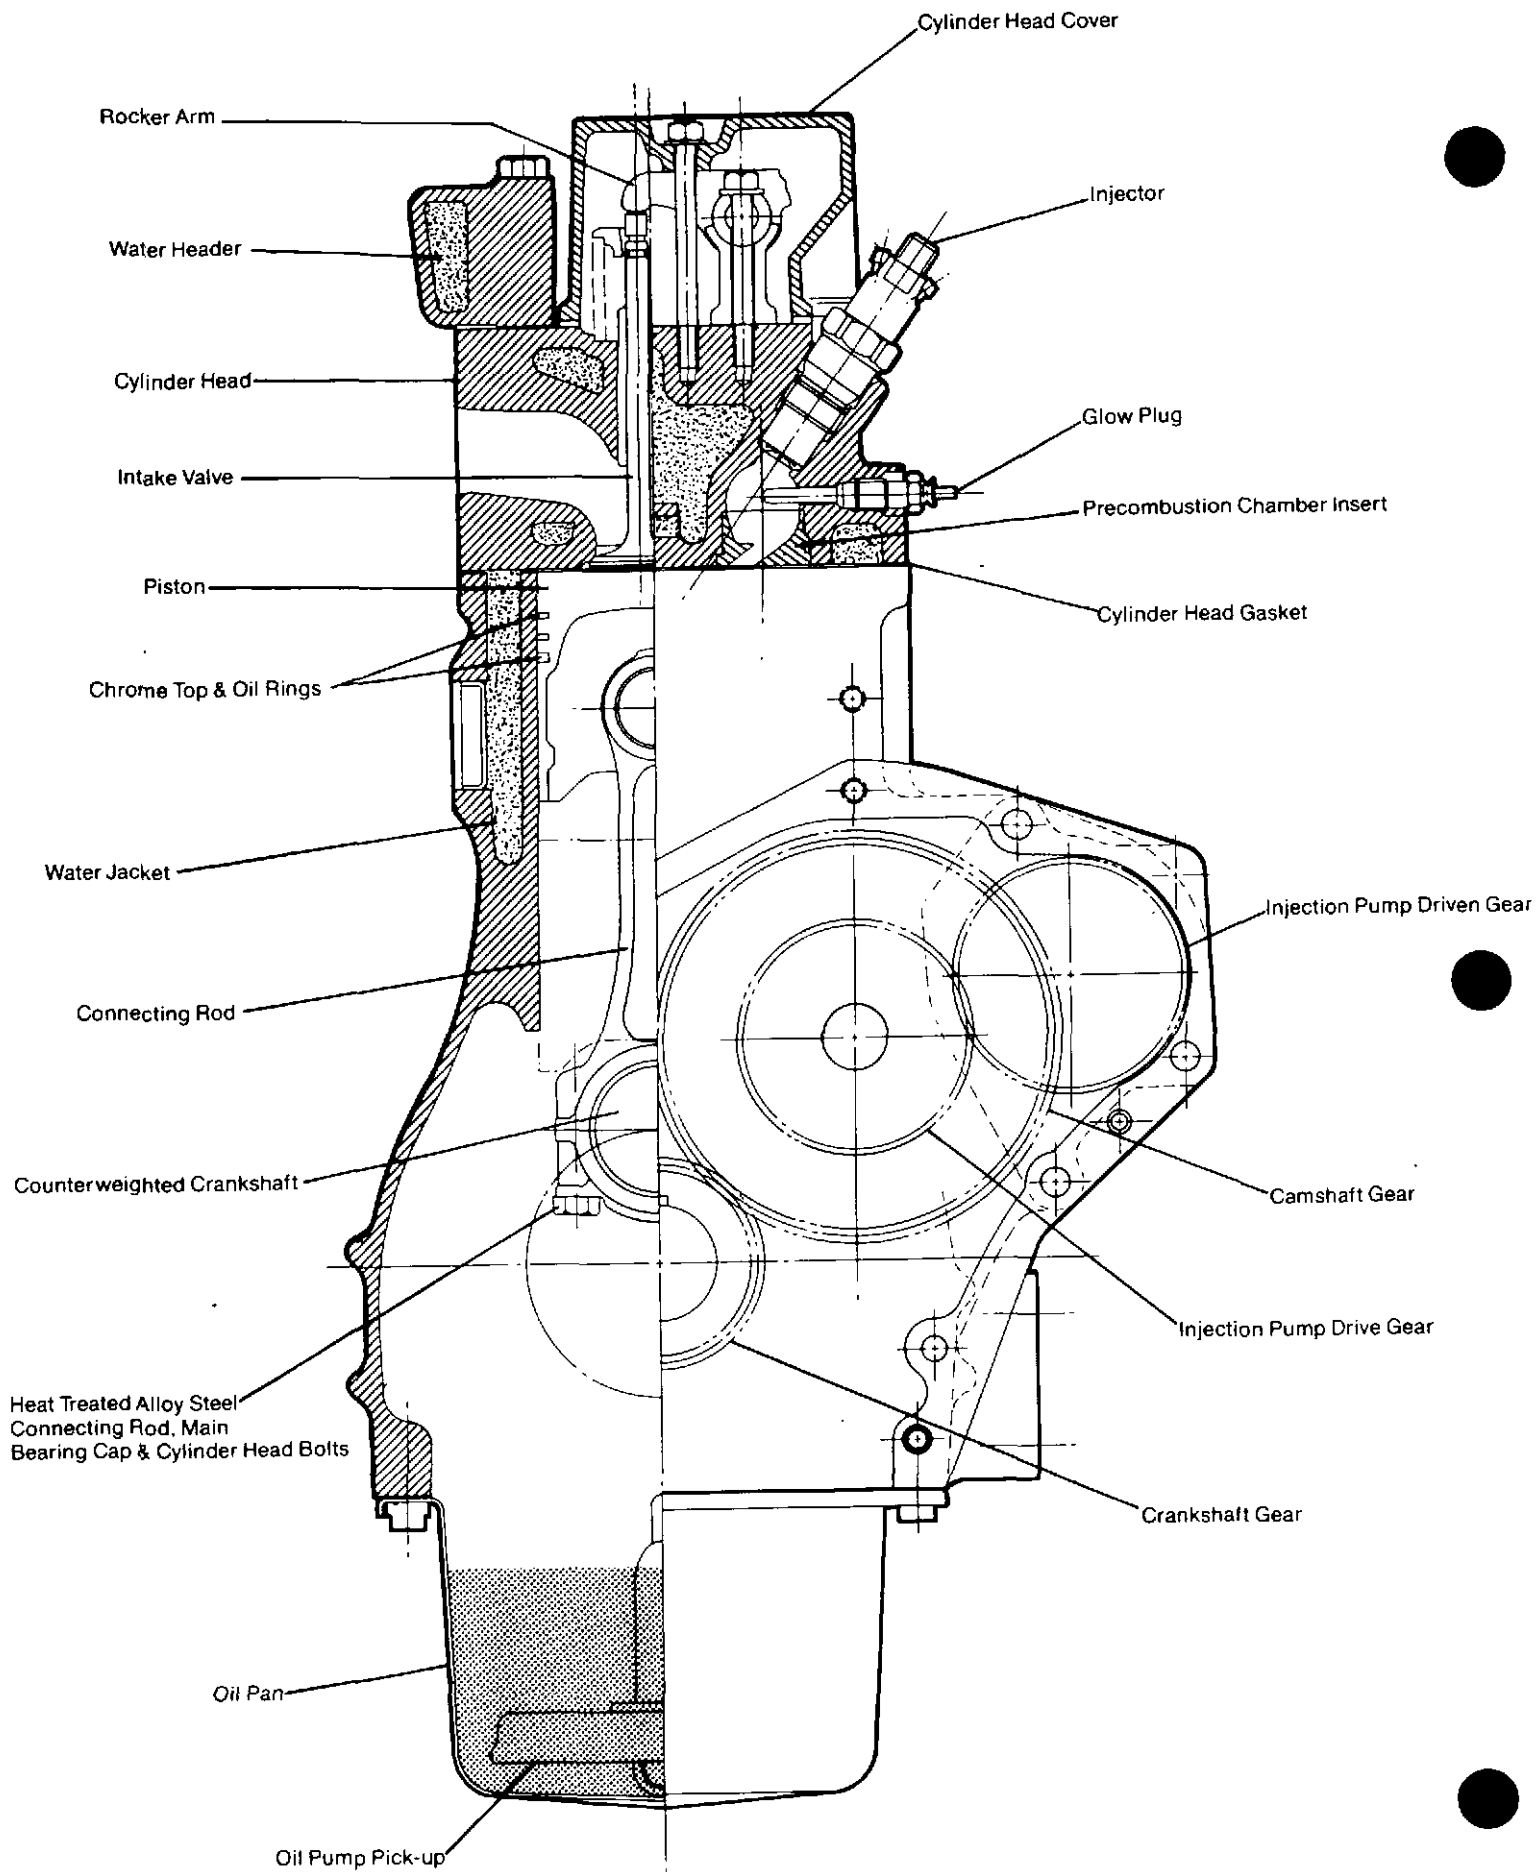 Cylinder Head Cover
Rocker Arm
Injector
Water Header
Cylinder Head
Glow Plug
Intake Valve
Precombustion Chamber Insert
Piston
Cylinder Head Gasket
Chrome Top & Oil Rings
Water Jacket
Injection Pump Driven Gear
Connecting Rod
Counterweighted Crankshaft
Camshaft Gear
Injection Pump Drive Gear
Heat Treated Alloy Steel
Connecting Rod, Main
Bearing Cap & Cylinder Head Bolts
Crankshaft Gear
Oil Pan
Oil Pump Pick-up